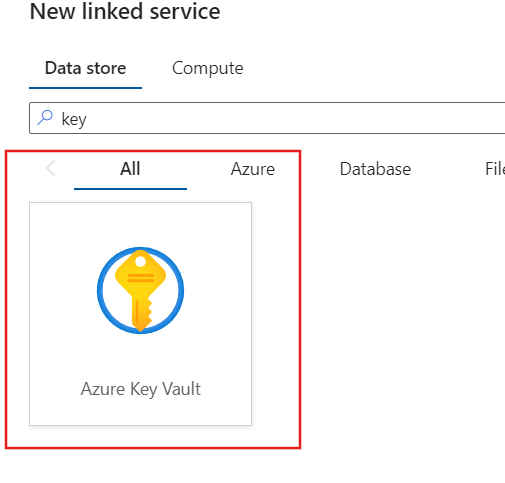 New linked service
Data store Compute
key
All Azure Database
Azure Key Vault